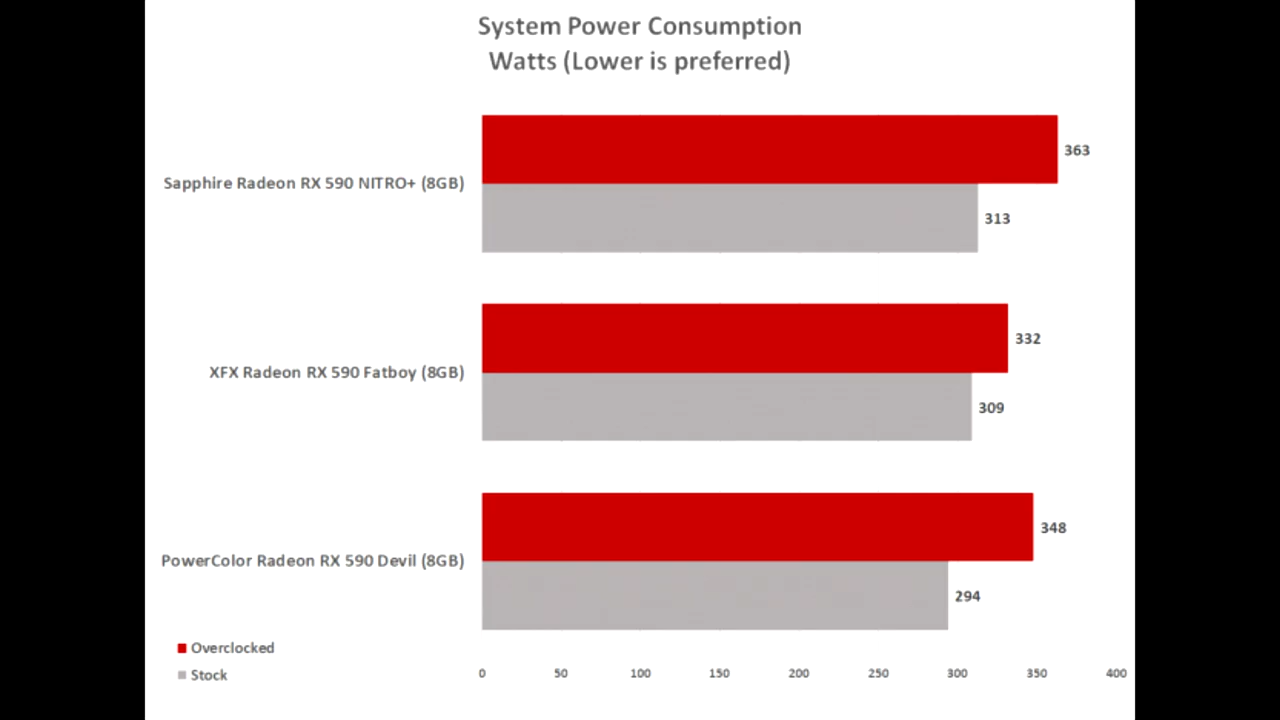 System Power Consumption
Watts (Lower is preferred)
363
Sapphire Radeon RX 590 NITRO+ (8GB)
313
332
XFX Radeon RX 590 Fatboy (8GB)
309
348
PowerColor Radeon RX 590 Devil (8GB)
294
Overclocked
Stock
0 50 100 150 200 250 300 350 400